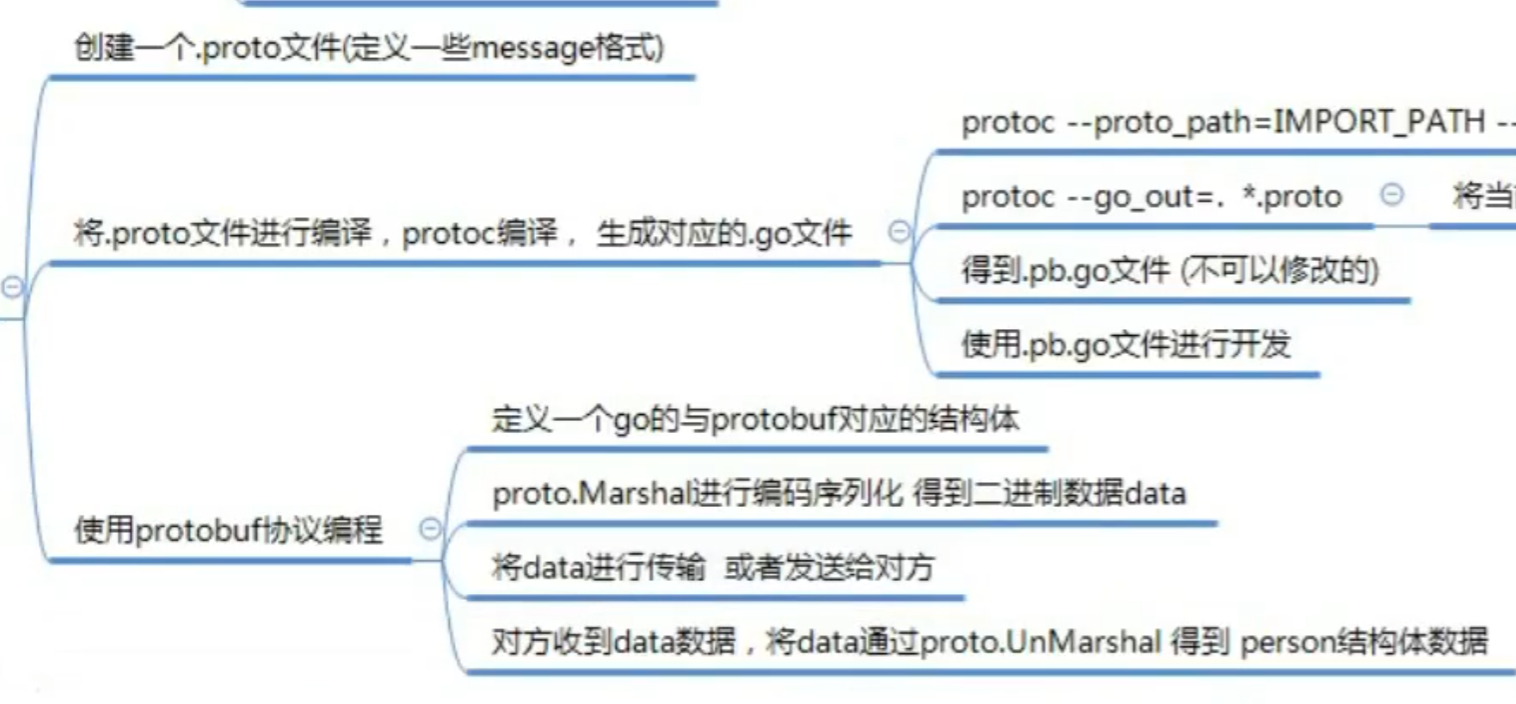 创建一个.proto文件(定义一些message格式)
将.proto文件进行编译，protoc编译， 生成对应的.go文件
protoc --proto_path=IMPORT_PATH --
protoc --go_out=. *.proto
将当
得到.pb.go文件 (不可以修改的)
使用.pb.go文件进行开发
使用protobuf协议编程
定义一个go的与protobuf对应的结构体
proto.Marshal进行编码序列化 得到二进制数据data
将data进行传输 或者发送给对方
对方收到data数据，将data通过proto.UnMarshal 得到 person结构体数据